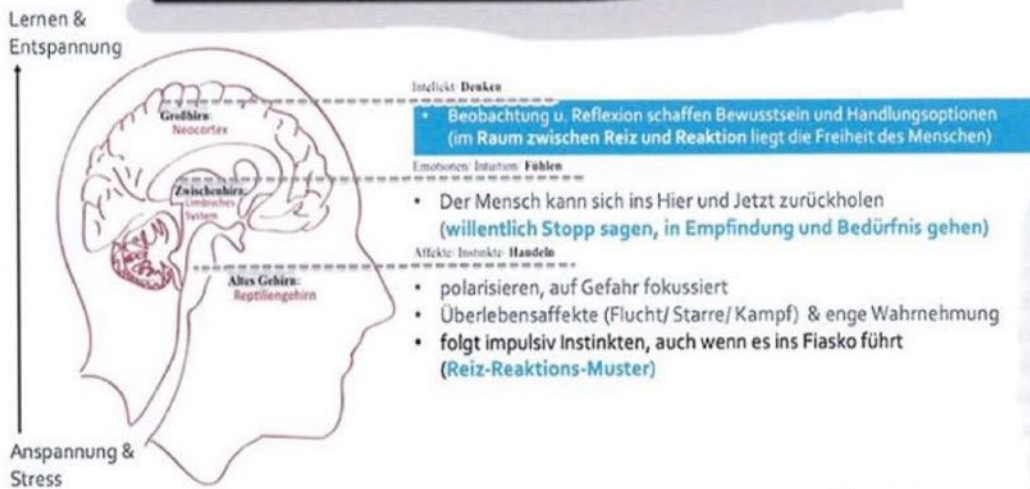 Lernen &
Entspannung
Großhirn:
Neocortex
Zwischenhirn:
Limbisches
System
Altes Gehirn:
Reptiliengehirn
Anspannung &
Stress
Intellekt/ Denken
• Beobachtung u. Reflexion schaffen Bewusstsein und Handlungsoptionen
(im Raum zwischen Reiz und Reaktion liegt die Freiheit des Menschen)
Emotionen/ Intuition/ Fühlen
• Der Mensch kann sich ins Hier und Jetzt zurückholen
(willentlich Stopp sagen, in Empfindung und Bedürfnis gehen)
Affekte/ Instinkte/ Handeln
• polarisieren, auf Gefahr fokussiert
• Überlebensaffekte (Flucht/ Starre/ Kampf) & enge Wahrnehmung
• folgt impulsiv Instinkten, auch wenn es ins Fiasko führt
(Reiz-Reaktions-Muster)